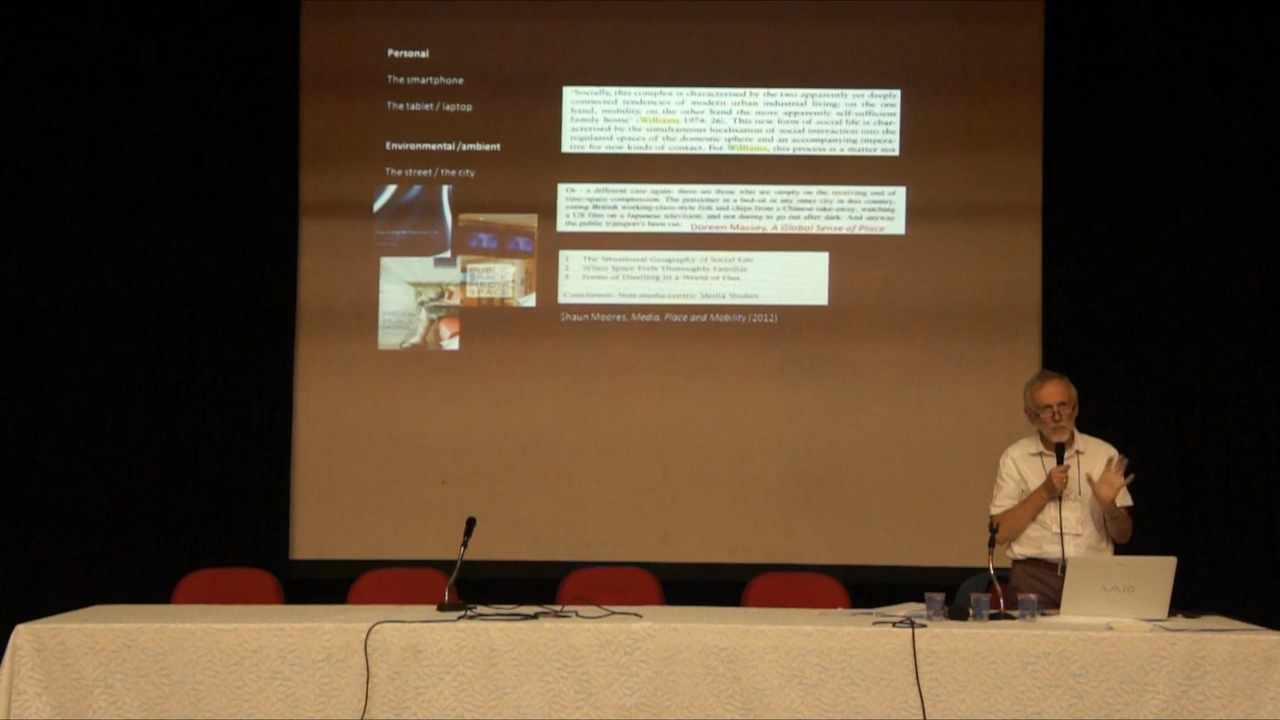 Personal
The smartphone
The tablet / laptop
Environmental /ambient
The street / the city
PUBLIC
SPACE
MEDIA
SPACE
'Socially, this complex is characterised by the two apparently yet deeply
connected tendencies of modern urban industrial living: on the one
hand, mobility, on the other hand the more apparently self-sufficient
family home' (Williams 1974: 26). This new form of social life is char-
acterised by the simultaneous localisation of social interaction into the
regulated spaces of the domestic sphere and an accompanying impera-
tive for new kinds of contact. For Williams, this process is a matter not
Or - a different case again: there are those who are simply on the receiving end of
time-space compression. The pensioner in a bed-sit in any inner city in this country,
eating British working-class-style fish and chips from a Chinese take-away, watching
a US film on a Japanese television; and not daring to go out after dark. And anyway
the public transport's been cut.
Doreen Massey, A Global Sense of Place
1 The Situational Geography of Social Life
2 When Space Feels Thoroughly Familiar
3 Forms of Dwelling in a World of Flux
Conclusion: Non-media-centric Media Studies
Shaun Moores, Media, Place and Mobility (2012)
VAIO